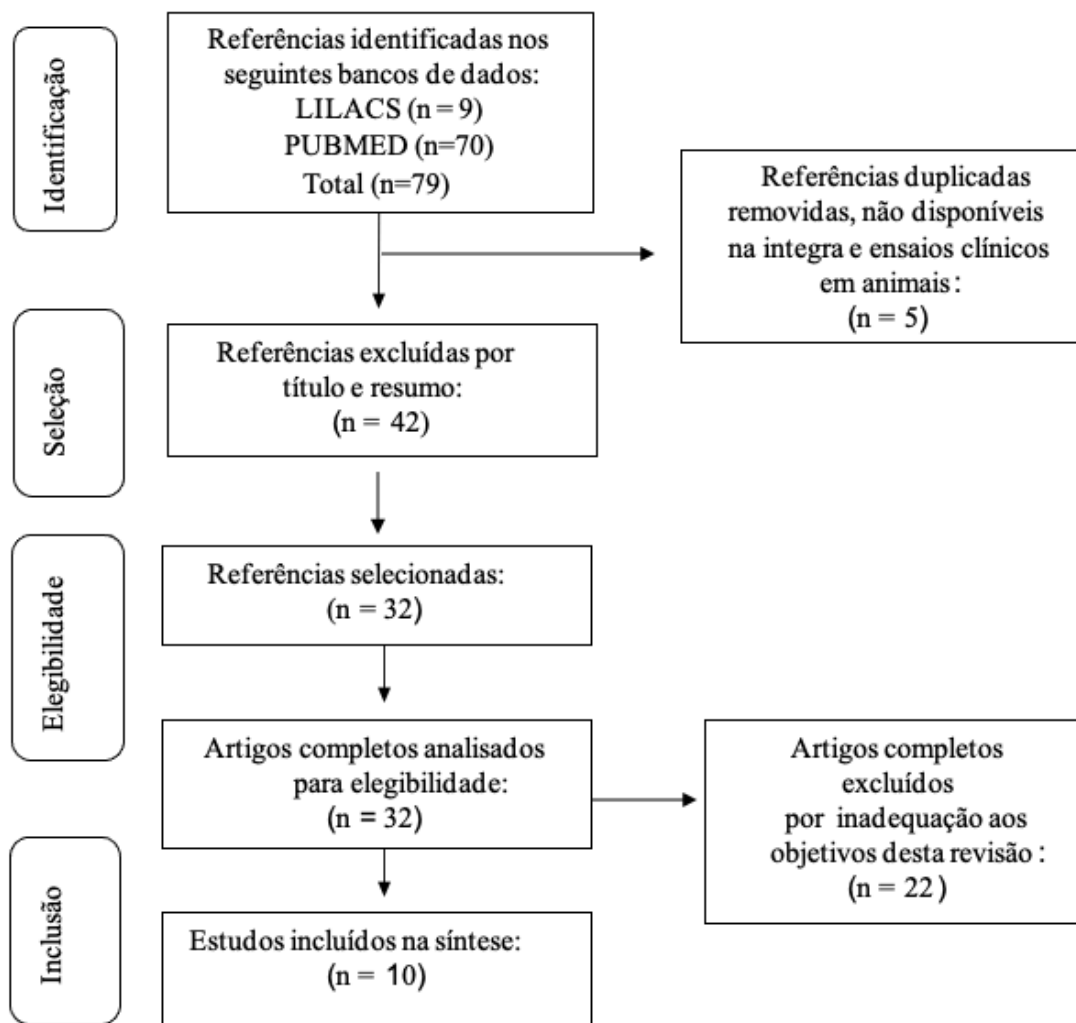 Identificação
Referências identificadas nos
seguintes bancos de dados:
LILACS (n = 9)
PUBMED (n=70)
Total (n=79)
Referências duplicadas
removidas, não disponíveis
na integra e ensaios clínicos
em animais :
(n = 5)
Seleção
Referências excluídas por
título e resumo:
(n = 42)
Elegibilidade
Referências selecionadas:
(n = 32)
Artigos completos analisados
para elegibilidade:
(n = 32)
Artigos completos
excluídos
por inadequação aos
objetivos desta revisão :
(n = 22 )
Inclusão
Estudos incluídos na síntese:
(n = 10)